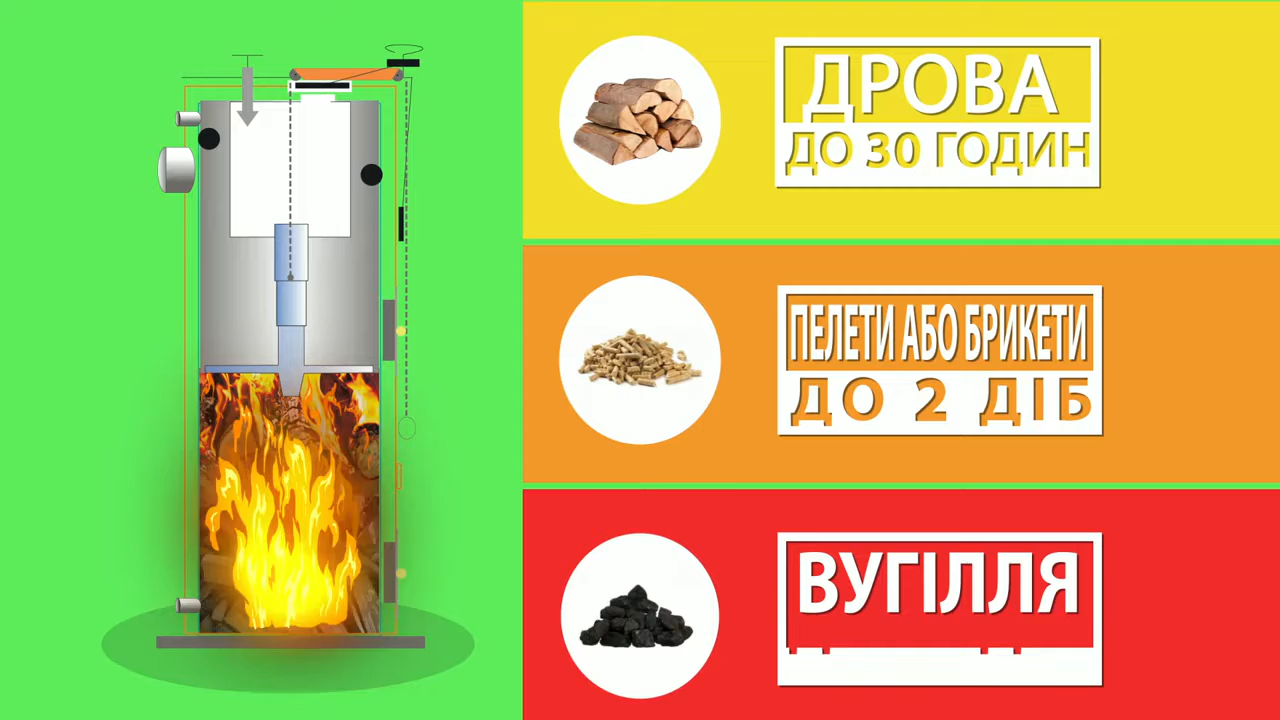 ДРОВА
ДО 30 ГОДИН
ПЕЛЕТИ АБО БРИКЕТИ
ДО 2 ДІБ
ВУГІЛЛЯ